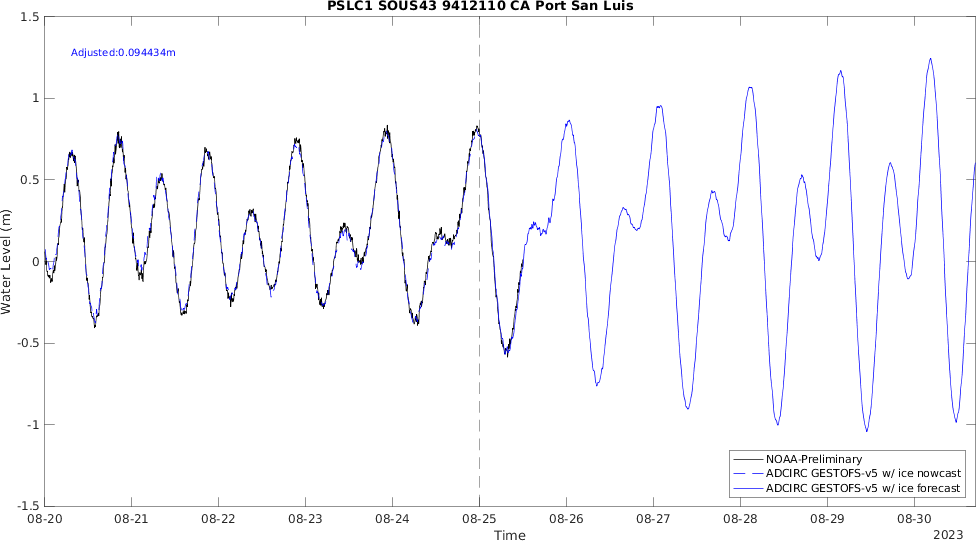 PSLC1 SOUS43 9412110 CA Port San Luis
Adjusted:0.094434m
1.5
1
0.5
0
-0.5
-1
-1.5
Water Level (m)
NOAA-Preliminary
ADCIRC GESTOFS-v5 w/ ice nowcast
ADCIRC GESTOFS-v5 w/ ice forecast
08-20 08-21 08-22 08-23 08-24 08-25 08-26 08-27 08-28 08-29 08-30
Time
2023